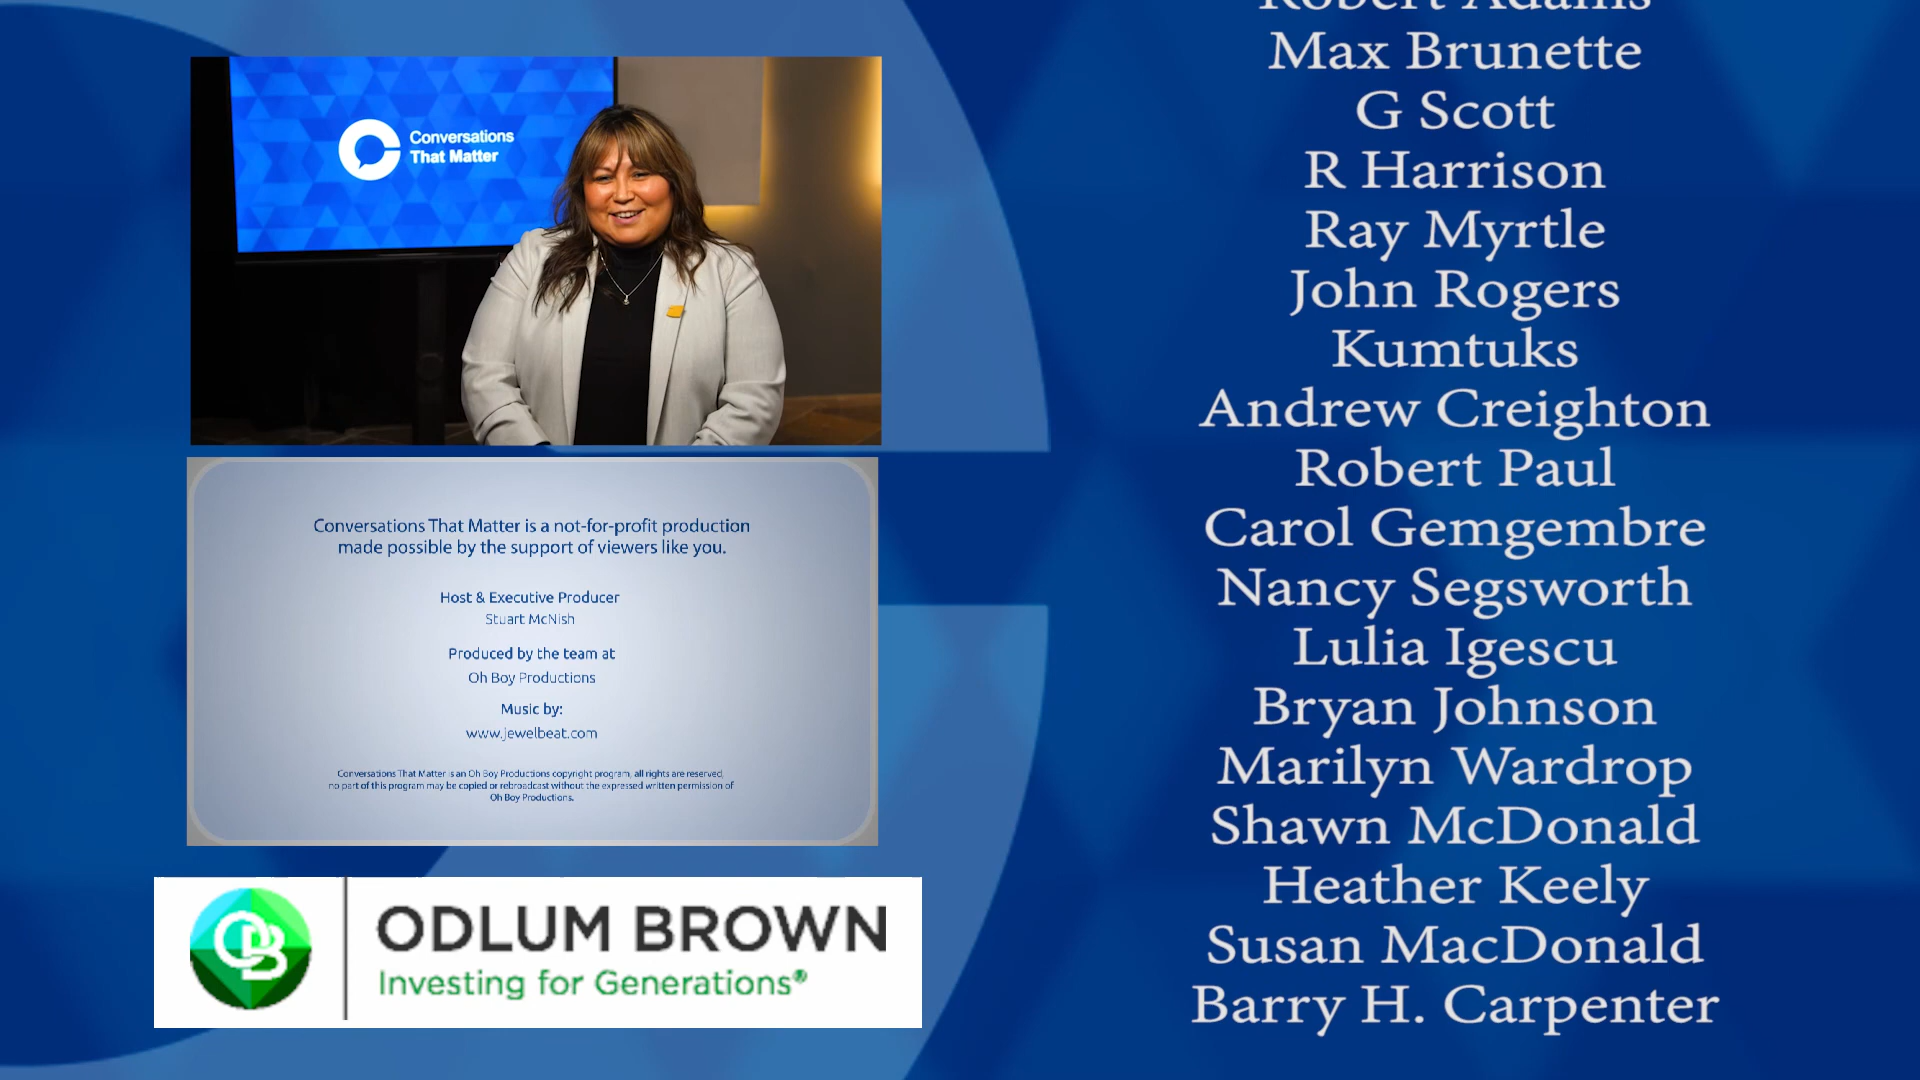 Conversations
That Matter
Conversations That Matter is a not-for-profit production
made possible by the support of viewers like you.
Host & Executive Producer
Stuart McNish
Produced by the team at
Oh Boy Productions
Music by:
www.jewelbeat.com
Conversations That Matter is an Oh Boy Productions copyright program, all rights are reserved,
no part of this program may be copied or rebroadcast without the expressed written permission of
Oh Boy Productions.
OB
ODLUM BROWN
Investing for Generations®
Robert Adams
Max Brunette
G Scott
R Harrison
Ray Myrtle
John Rogers
Kumtuks
Andrew Creighton
Robert Paul
Carol Gemgembre
Nancy Segsworth
Lulia Igescu
Bryan Johnson
Marilyn Wardrop
Shawn McDonald
Heather Keely
Susan MacDonald
Barry H. Carpenter